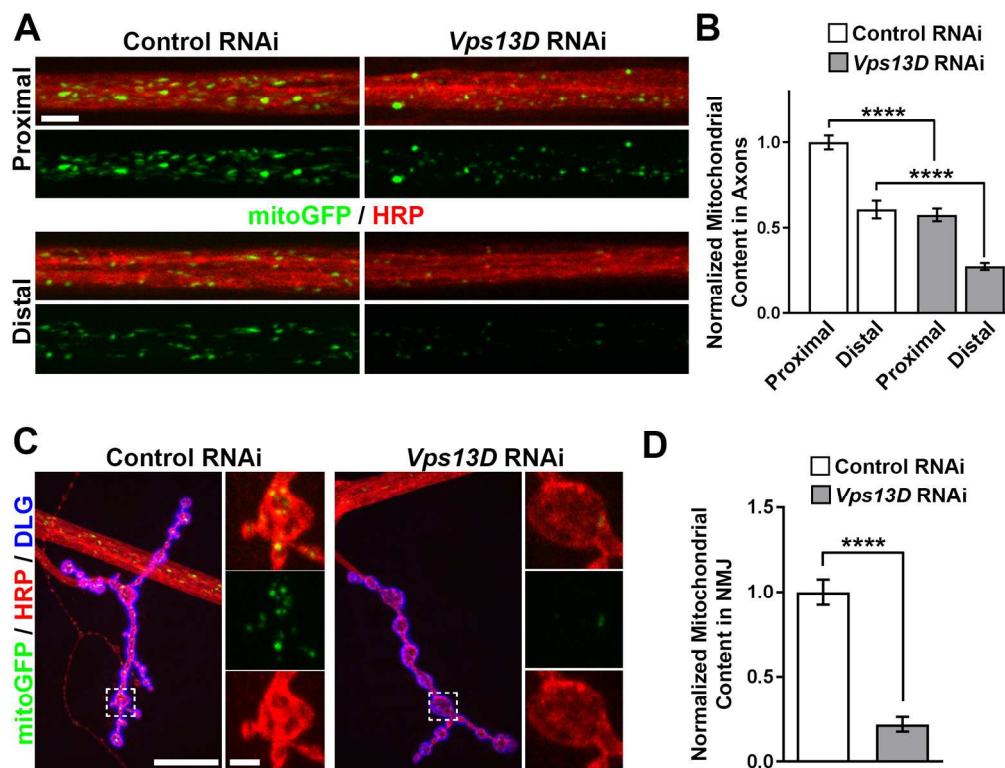 A
Control RNAi
Vps13D RNAi
Proximal
mitoGFP / HRP
Distal
B
Control RNAi
Vps13D RNAi
Normalized Mitochondrial
Content in Axons
1.0
0.5
0.0
****
****
Proximal
Distal
Proximal
Distal
C
Control RNAi
Vps13D RNAi
mitoGFP / HRP / DLG
D
Control RNAi
Vps13D RNAi
Normalized Mitochondrial
Content in NMJ
1.5
1.0
0.5
0.0
****